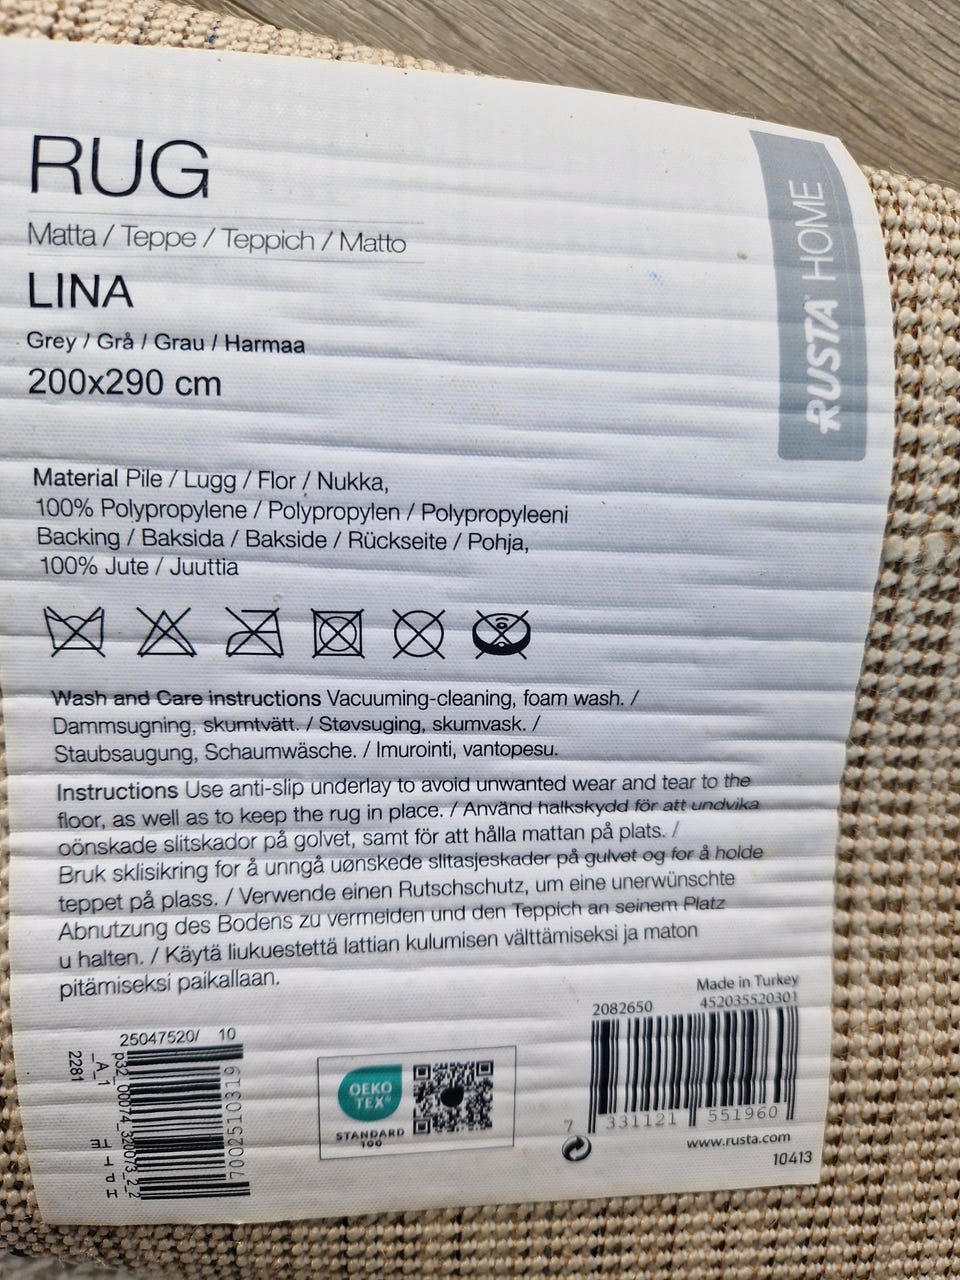 RUG
Matta / Teppe / Teppich / Matto
LINA
Grey / Grå / Grau / Harmaa
200x290 cm
RUSTA HOME
Material Pile / Lugg / Flor / Nukka,
100% Polypropylene / Polypropylen / Polypropyleeni
Backing / Baksida / Bakside / Rückseite / Pohja,
100% Jute / Juuttia
Wash and Care instructions Vacuuming-cleaning, foam wash. /
Dammsugning, skumtvätt. / Støvsuging, skumvask. /
Staubsaugung, Schaumwäsche. / Imurointi, vantopesu.
Instructions Use anti-slip underlay to avoid unwanted wear and tear to the
floor, as well as to keep the rug in place. / Använd halkskydd för att undvika
oönskade slitskador på golvet, samt för att hålla mattan på plats. /
Bruk sklisikring for å unngå uønskede slitasjeskader på gulvet og for å holde
teppet på plass. / Verwende einen Rutschschutz, um eine unerwünschte
Abnutzung des Bodens zu vermeiden und den Teppich an seinem Platz
u halten. / Käytä liukuestettä lattian kulumisen välttämiseksi ja maton
pitämiseksi paikallaan.
25047520/ 10
2281
_A_1
p32_00074_320073_2_2
7002510319
OEKO
TEX®
STANDARD
100
Made in Turkey
2082650 452035520301
7 331121 551960
www.rusta.com
10413